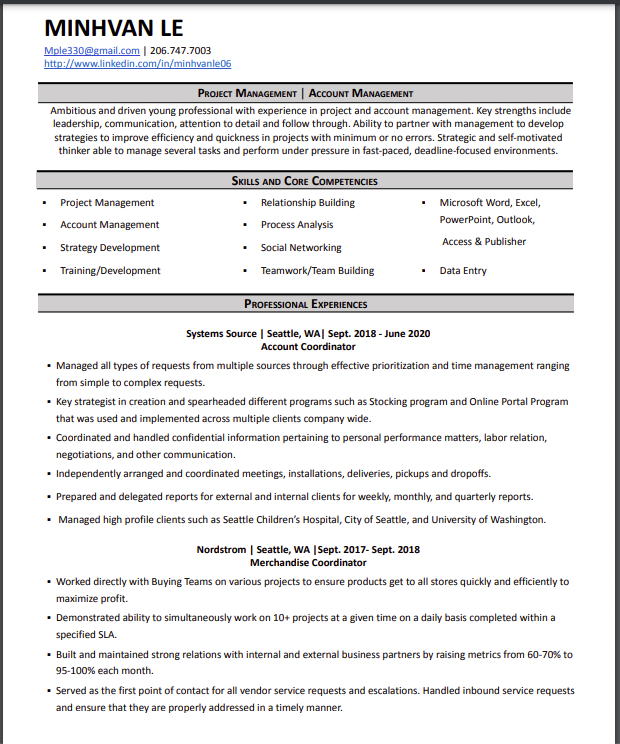 MINHVAN LE
Mple330@gmail.com | 206.747.7003
http://www.linkedin.com/in/minhvanle06
Project Management | Account Management
Ambitious and driven young professional with experience in project and account management. Key strengths include
leadership, communication, attention to detail and follow through. Ability to partner with management to develop
strategies to improve efficiency and quickness in projects with minimum or no errors. Strategic and self-motivated
thinker able to manage several tasks and perform under pressure in fast-paced, deadline-focused environments.
Skills and Core Competencies
▪ Project Management
▪ Account Management
▪ Strategy Development
▪ Training/Development
▪ Relationship Building
▪ Process Analysis
▪ Social Networking
▪ Teamwork/Team Building
▪ Microsoft Word, Excel,
PowerPoint, Outlook,
Access & Publisher
▪ Data Entry
Professional Experiences
Systems Source | Seattle, WA| Sept. 2018 - June 2020
Account Coordinator
▪ Managed all types of requests from multiple sources through effective prioritization and time management ranging
from simple to complex requests.
▪ Key strategist in creation and spearheaded different programs such as Stocking program and Online Portal Program
that was used and implemented across multiple clients company wide.
▪ Coordinated and handled confidential information pertaining to personal performance matters, labor relation,
negotiations, and other communication.
▪ Independently arranged and coordinated meetings, installations, deliveries, pickups and dropoffs.
▪ Prepared and delegated reports for external and internal clients for weekly, monthly, and quarterly reports.
▪ Managed high profile clients such as Seattle Children's Hospital, City of Seattle, and University of Washington.
Nordstrom | Seattle, WA |Sept. 2017- Sept. 2018
Merchandise Coordinator
▪ Worked directly with Buying Teams on various projects to ensure products get to all stores quickly and efficiently to
maximize profit.
▪ Demonstrated ability to simultaneously work on 10+ projects at a given time on a daily basis completed within a
specified SLA.
▪ Built and maintained strong relations with internal and external business partners by raising metrics from 60-70% to
95-100% each month.
▪ Served as the first point of contact for all vendor service requests and escalations. Handled inbound service requests
and ensure that they are properly addressed in a timely manner.